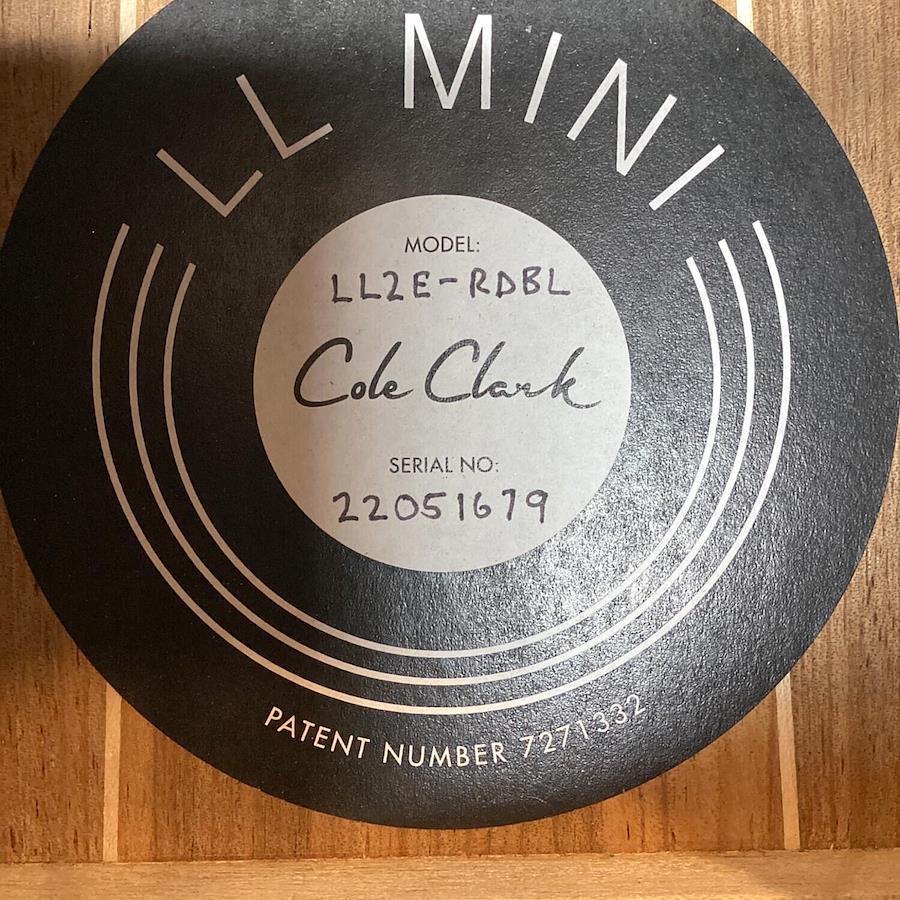 LL MINI
MODEL:
LL2E-RDBL
Cole Clark
SERIAL NO:
22051679
PATENT NUMBER 7271332